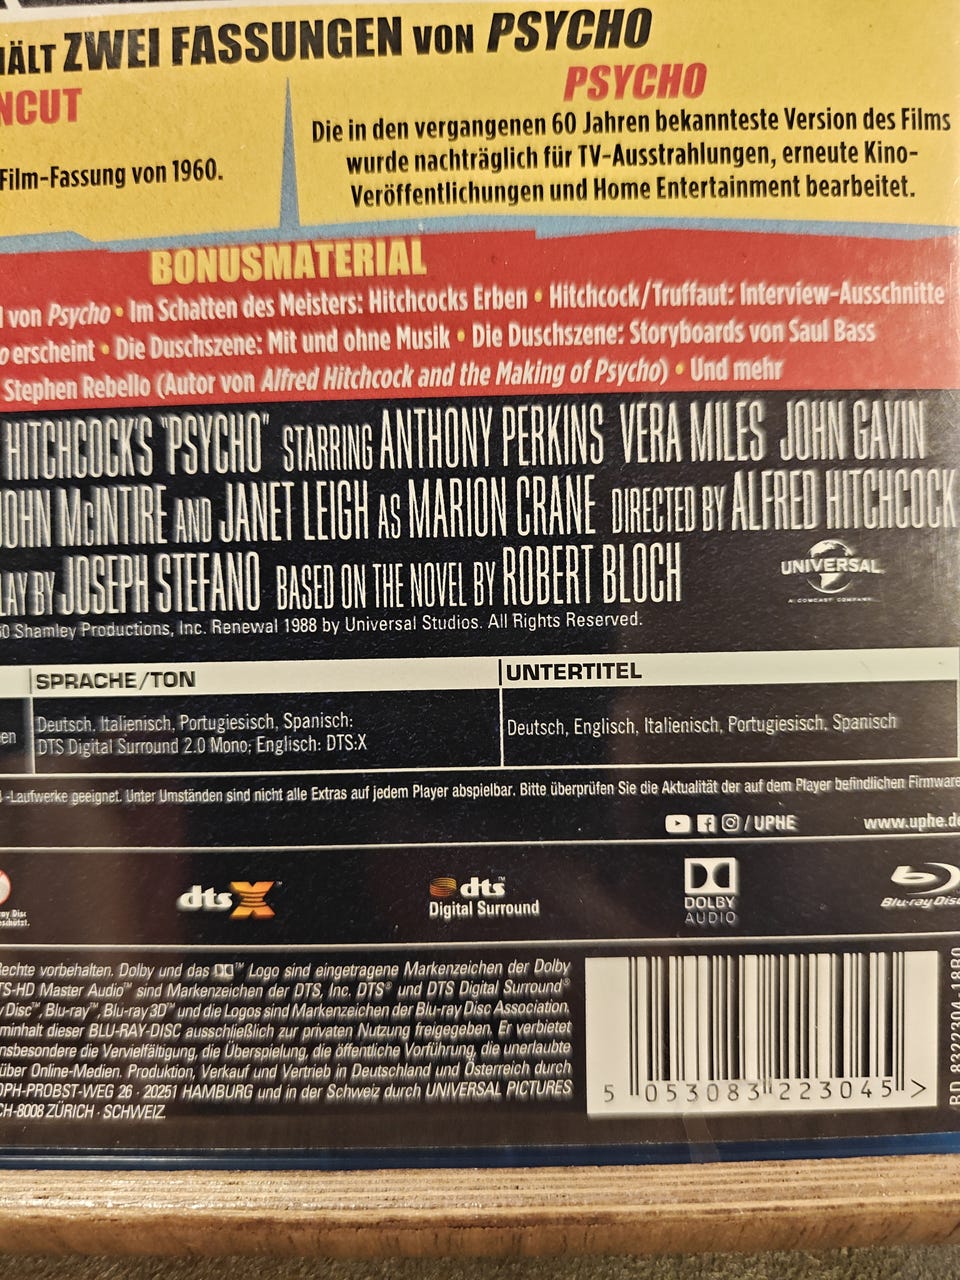 ZWEI FASSUNGEN VON PSYCHO
PSYCHO
Die in den vergangenen 60 Jahren bekannteste Version des Films
wurde nachträglich für TV-Ausstrahlungen, erneute Kino-
Veröffentlichungen und Home Entertainment bearbeitet.
Film-Fassung von 1960.
BONUSMATERIAL
von Psycho • Im Schatten des Meisters: Hitchcocks Erben • Hitchcock/Truffaut: Interview-Ausschnitte
erscheint • Die Duschszene: Mit und ohne Musik • Die Duschszene: Storyboards von Saul Bass
Stephen Rebello (Autor von Alfred Hitchcock and the Making of Psycho) • Und mehr
HITCHCOCK'S "PSYCHO" STARRING ANTHONY PERKINS VERA MILES JOHN GAVIN
JOHN McINTIRE AND JANET LEIGH AS MARION CRANE DIRECTED BY ALFRED HITCHCOCK
BY JOSEPH STEFANO BASED ON THE NOVEL BY ROBERT BLOCH
UNIVERSAL
A COMCAST COMPANY
Shamley Productions, Inc. Renewal 1988 by Universal Studios. All Rights Reserved.
SPRACHE/TON
UNTERTITEL
Deutsch, Italienisch, Portugiesisch, Spanisch:
DTS Digital Surround 2.0 Mono; Englisch: DTS:X
Deutsch, Englisch, Italienisch, Portugiesisch, Spanisch
-Laufwerke geeignet. Unter Umständen sind nicht alle Extras auf jedem Player abspielbar. Bitte überprüfen Sie die Aktualität der auf dem Player befindlichen Firmware
/UPHE
www.uphe.de
dts X™
dts™
Digital Surround
DOLBY
AUDIO
Blu-ray Disc
Rechte vorbehalten. Dolby und das ™ Logo sind eingetragene Markenzeichen der Dolby
DTS-HD Master Audio™ sind Markenzeichen der DTS, Inc. DTS® und DTS Digital Surround®
Disc™, Blu-ray™, Blu-ray 3D™ und die Logos sind Markenzeichen der Blu-ray Disc Association.
dieser BLU-RAY-DISC ausschließlich zur privaten Nutzung freigegeben. Er verbietet
insbesondere die Vervielfältigung, die Überspielung, die öffentliche Vorführung, die unerlaubte
über Online-Medien. Produktion, Verkauf und Vertrieb in Deutschland und Österreich durch
OPH-PROBST-WEG 26 · 20251 HAMBURG und in der Schweiz durch UNIVERSAL PICTURES
CH-8008 ZÜRICH · SCHWEIZ.
5 053083 223045 >
BD 8322304-18B0